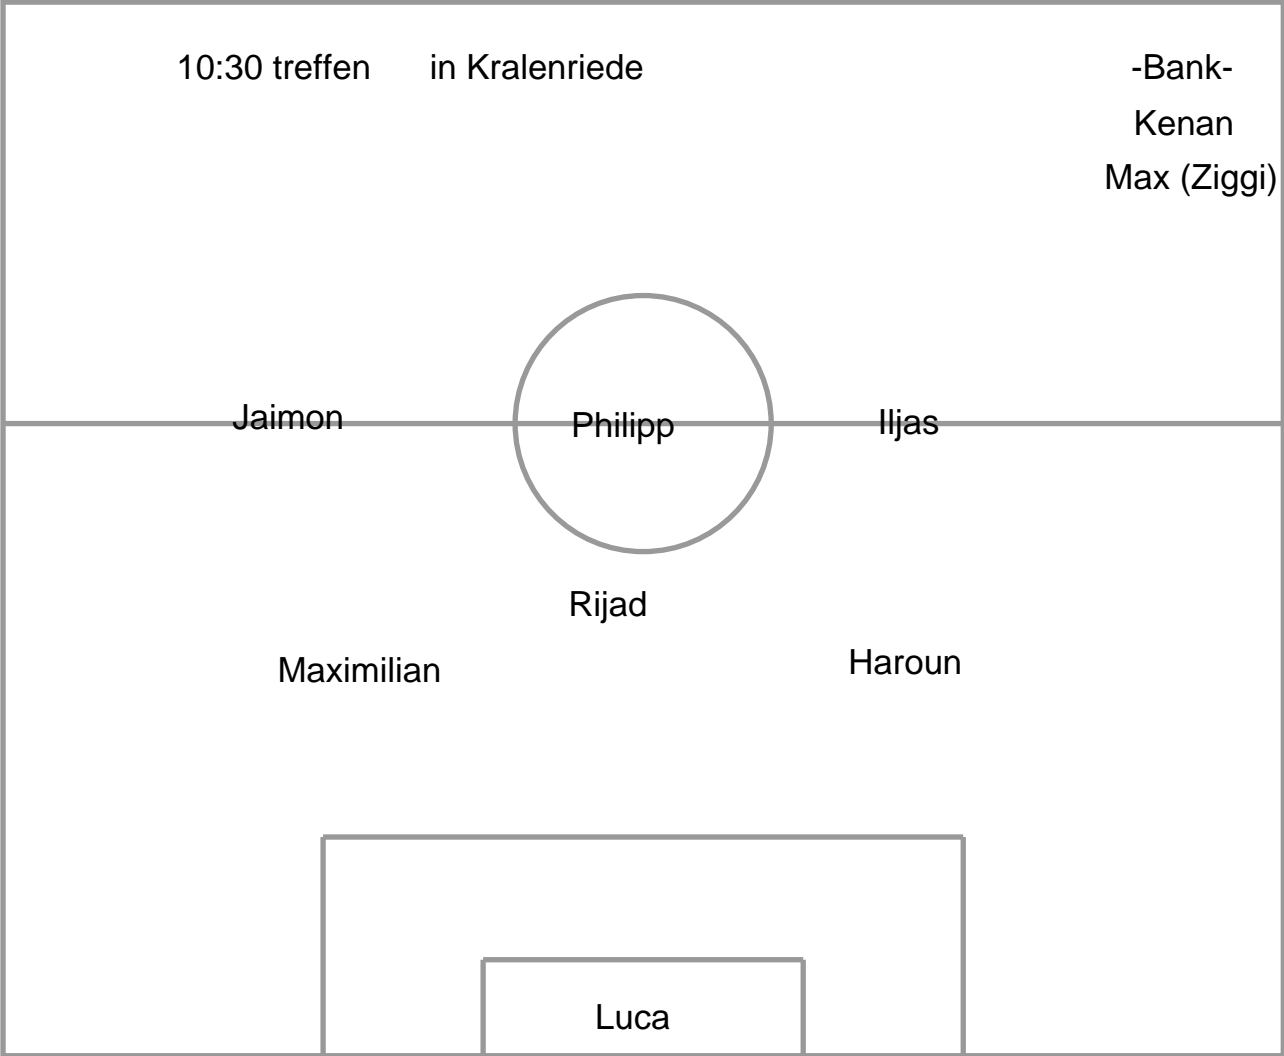 10:30 treffen in Kralenriede
-Bank-
Kenan
Max (Ziggi)
Jaimon Philipp Iljas
Rijad
Maximilian Haroun
Luca